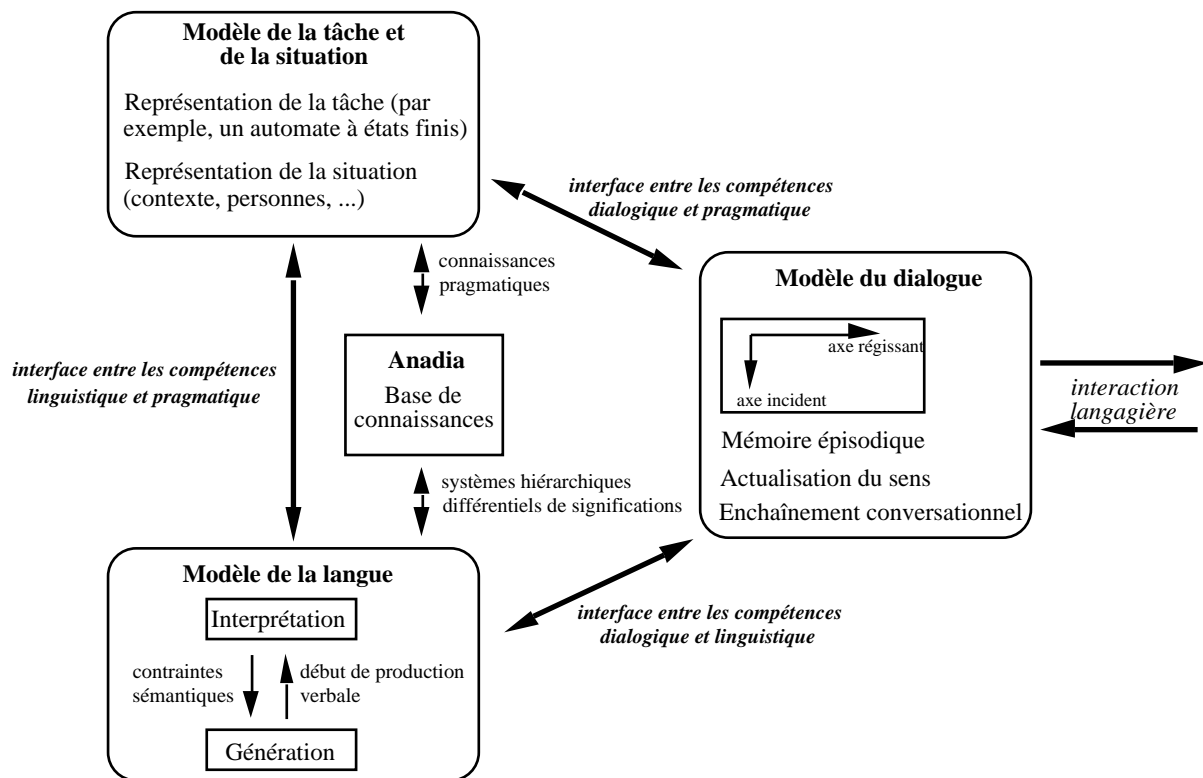 Modèle de la tâche et
de la situation
Représentation de la tâche (par
exemple, un automate à états finis)
Représentation de la situation
(contexte, personnes, ...)
interface entre les compétences
dialogique et pragmatique
connaissances
pragmatiques
Modèle du dialogue
axe régissant
axe incident
Mémoire épisodique
Actualisation du sens
Enchaînement conversationnel
interaction
langagière
Anadia
Base de
connaissances
interface entre les compétences
linguistique et pragmatique
systèmes hiérarchiques
différentiels de significations
Modèle de la langue
Interprétation
contraintes
sémantiques
début de production
verbale
Génération
interface entre les compétences
dialogique et linguistique